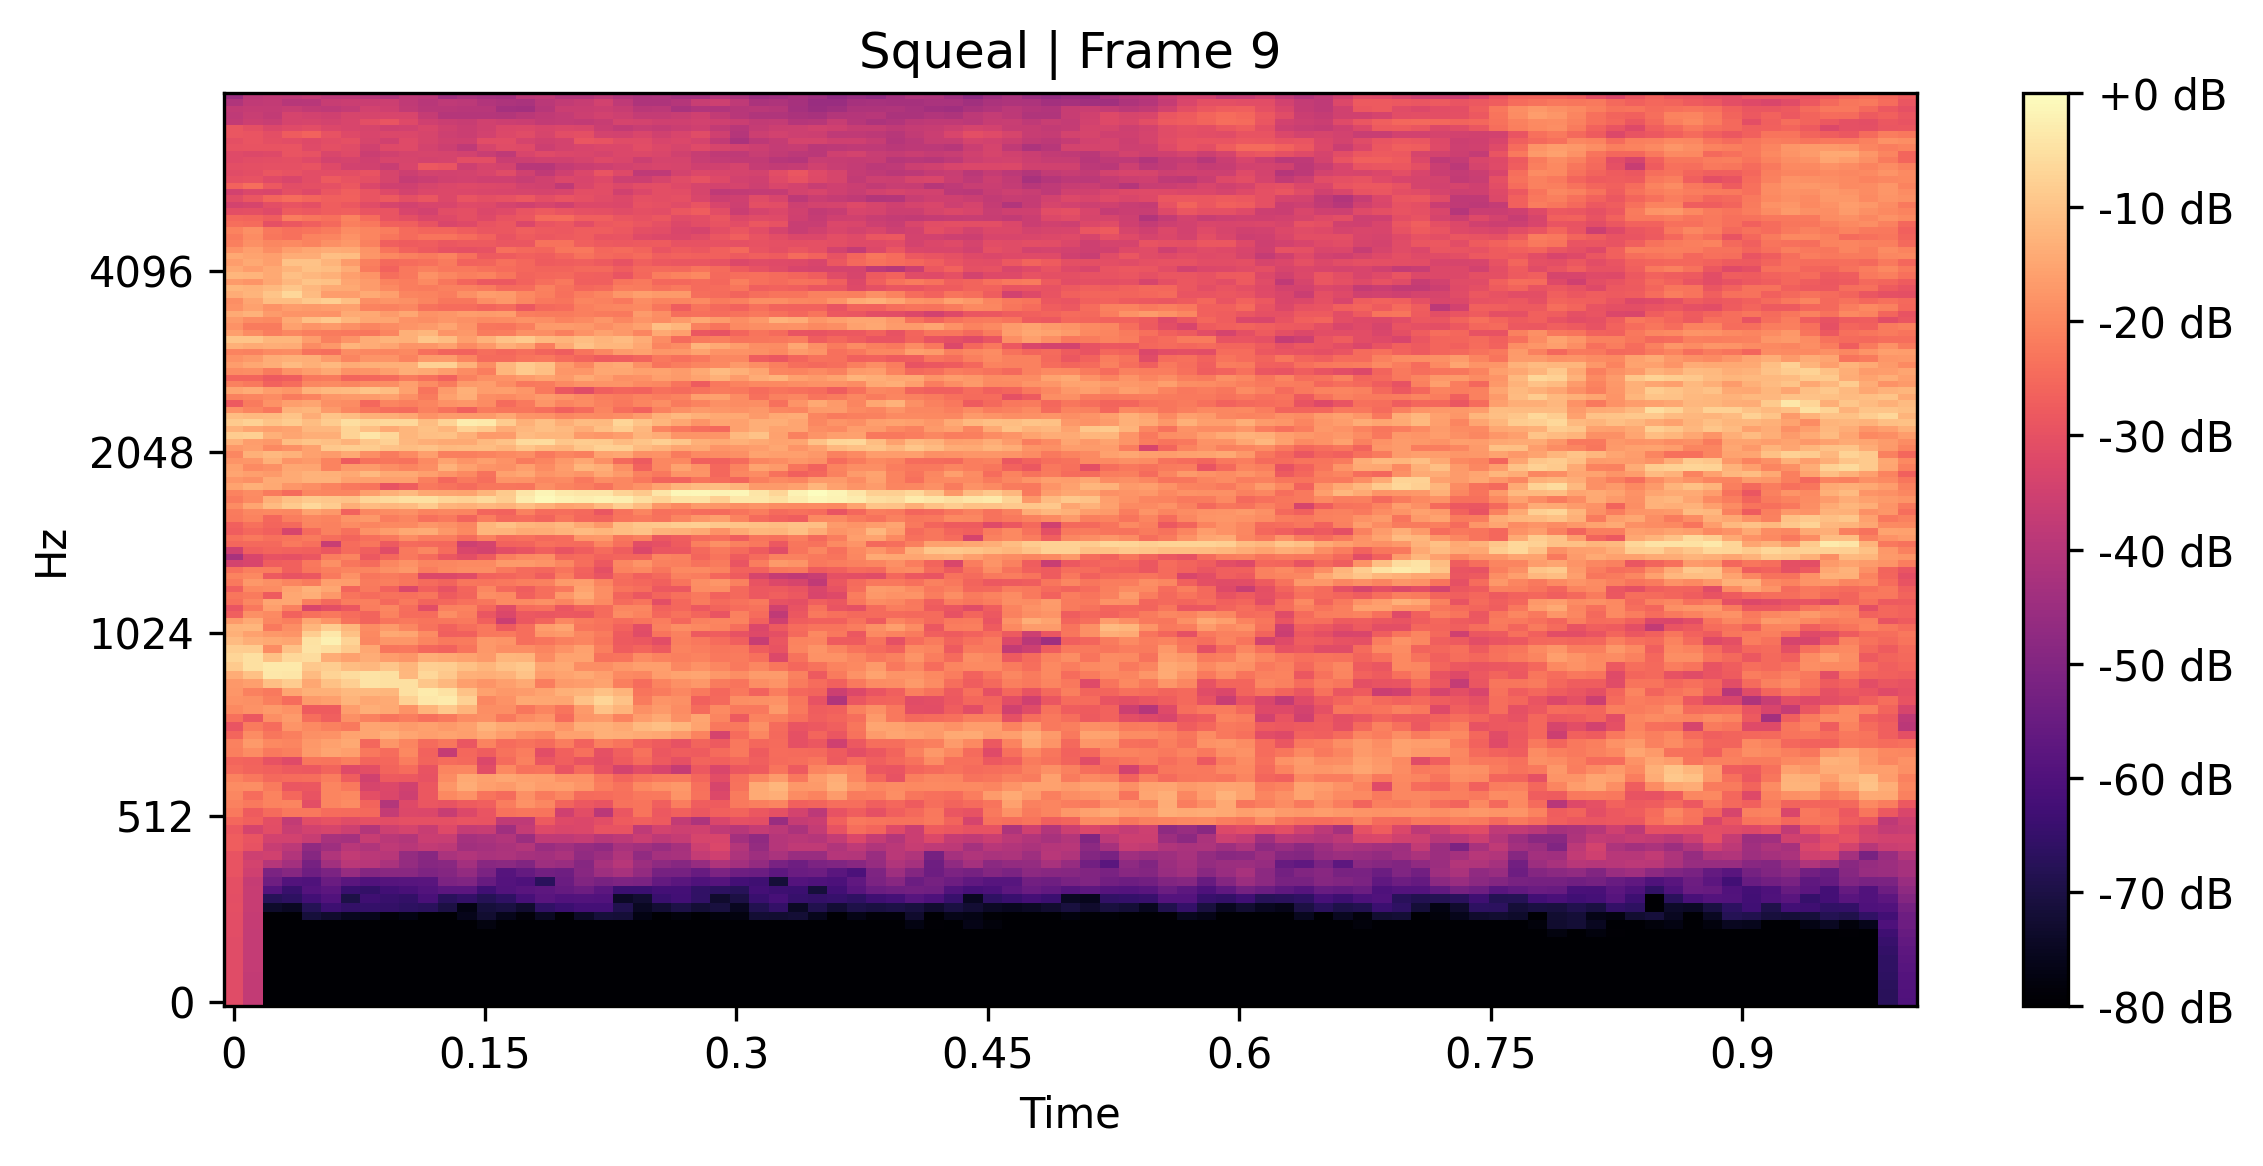 Squeal | Frame 9
+0 dB
-10 dB
-20 dB
-30 dB
-40 dB
-50 dB
-60 dB
-70 dB
-80 dB
Hz
4096
2048
1024
512
0
0 0.15 0.3 0.45 0.6 0.75 0.9
Time